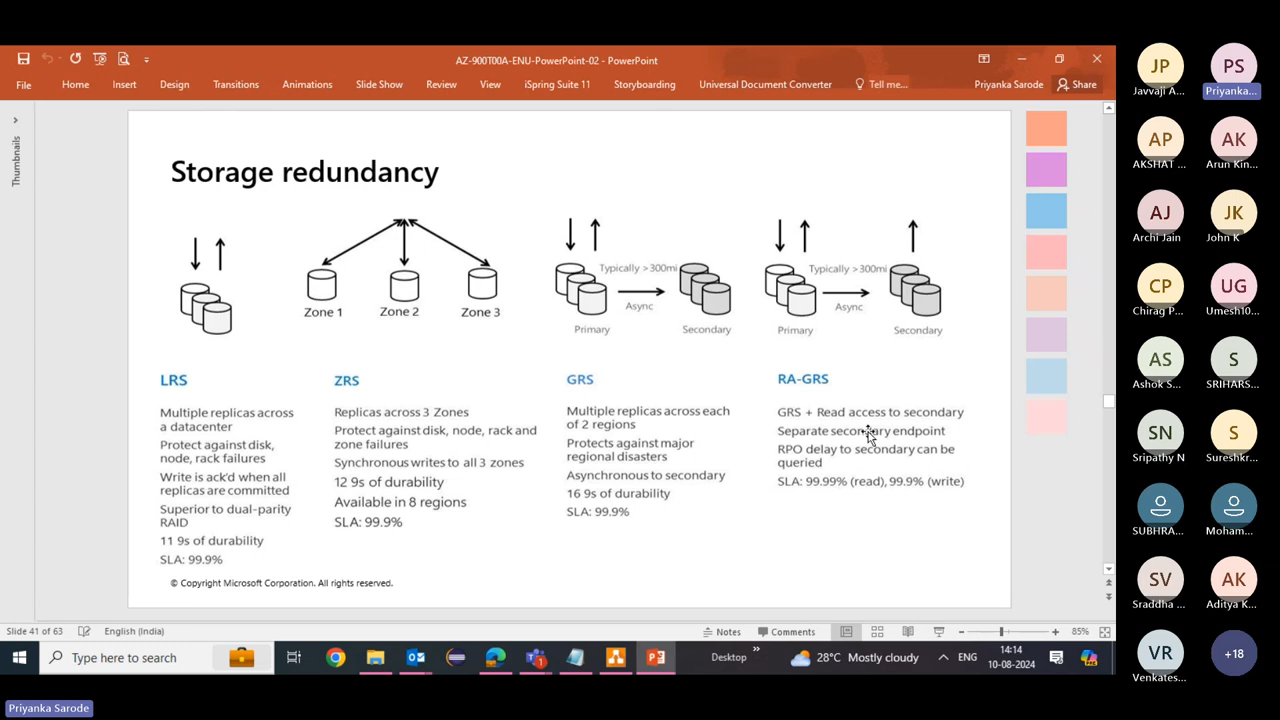 AZ-900T00A-ENU-PowerPoint-02 - PowerPoint
File Home Insert Design Transitions Animations Slide Show Review View iSpring Suite 11 Storyboarding Universal Document Converter Tell me... Priyanka Sarode Share
Thumbnails
Storage redundancy
Zone 1 Zone 2 Zone 3
Typically >300mi
Async
Primary Secondary
Typically >300mi
Async
Primary Secondary
LRS
Multiple replicas across
a datacenter
Protect against disk,
node, rack failures
Write is ack'd when all
replicas are committed
Superior to dual-parity
RAID
11 9s of durability
SLA: 99.9%
ZRS
Replicas across 3 Zones
Protect against disk, node, rack and
zone failures
Synchronous writes to all 3 zones
12 9s of durability
Available in 8 regions
SLA: 99.9%
GRS
Multiple replicas across each
of 2 regions
Protects against major
regional disasters
Asynchronous to secondary
16 9s of durability
SLA: 99.9%
RA-GRS
GRS + Read access to secondary
Separate secondary endpoint
RPO delay to secondary can be
queried
SLA: 99.99% (read), 99.9% (write)
© Copyright Microsoft Corporation. All rights reserved.
Slide 41 of 63 English (India) Notes Comments 85%
Type here to search Desktop 28°C Mostly cloudy ENG 14:14
10-08-2024
Priyanka Sarode
JP PS
Javvaji A... Priyanka...
AP AK
AKSHAT ... Arun Kin...
AJ JK
Archi Jain John K
CP UG
Chirag P... Umesh10...
AS S
Ashok S... SRIHARS...
SN S
Sripathy N Sureshkr...
SUBHRA... Moham...
SV AK
Sraddha ... Aditya K...
VR +18
Venkates...